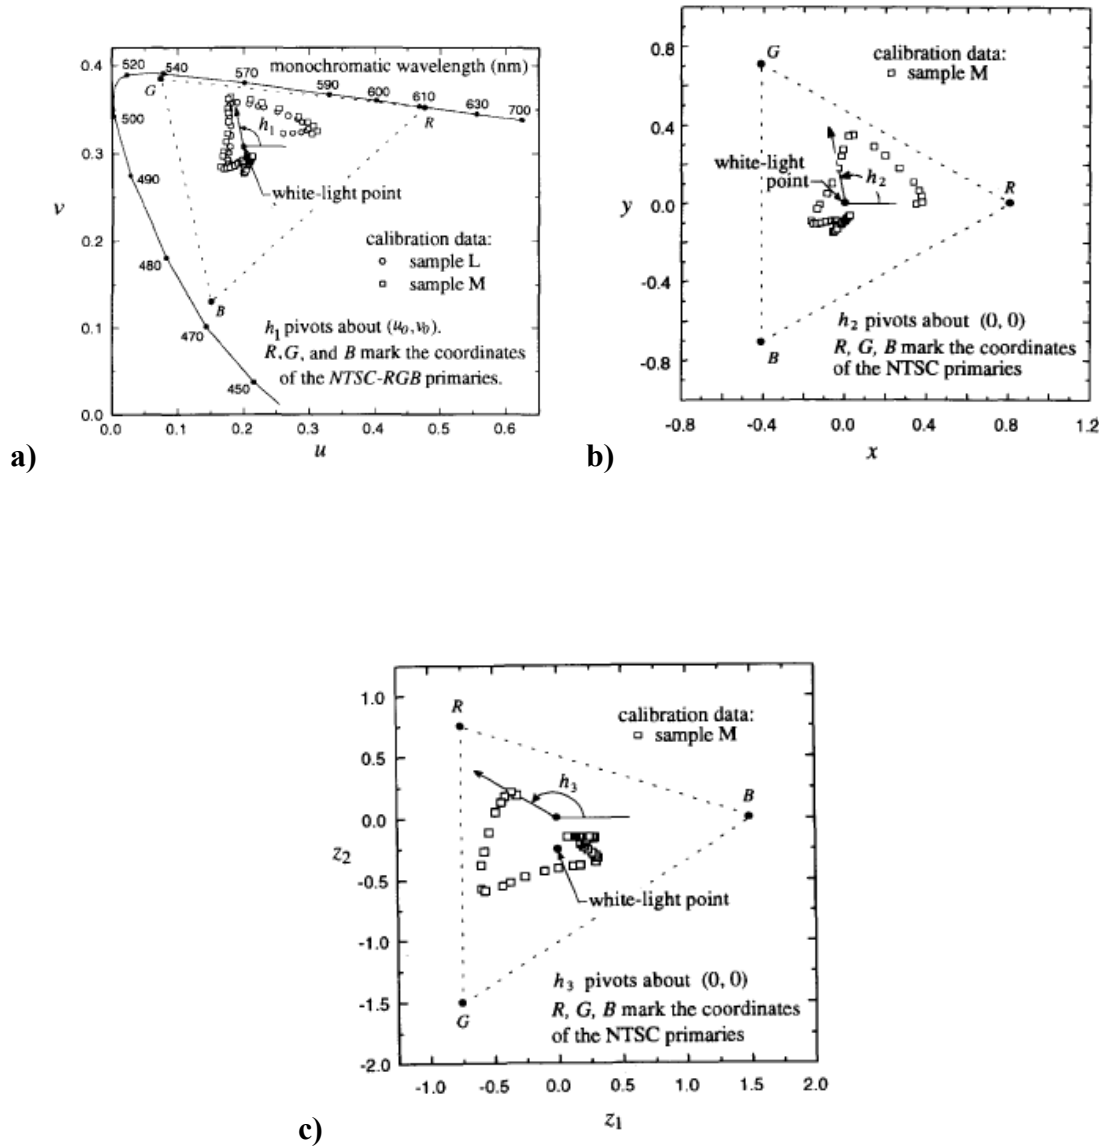 0.4
0.3
0.2
0.1
0.0
v
520
540
570
monochromatic wavelength (nm)
590
600
610
630
700
G
R
500
490
480
470
450
h1
white-light point
calibration data:
sample L
sample M
B
h1 pivots about (u0, v0).
R, G, and B mark the coordinates
of the NTSC-RGB primaries.
0.0 0.1 0.2 0.3 0.4 0.5 0.6
u
a)
0.8
0.4
0.0
-0.4
-0.8
y
G
calibration data:
sample M
white-light
point
h2
R
h2 pivots about (0, 0)
R, G, B mark the coordinates
of the NTSC primaries
B
-0.8 -0.4 0.0 0.4 0.8 1.2
x
b)
1.0
0.5
0.0
-0.5
-1.0
-1.5
-2.0
z2
R
calibration data:
sample M
h3
B
white-light point
h3 pivots about (0, 0)
R, G, B mark the coordinates
of the NTSC primaries
G
-1.0 -0.5 0.0 0.5 1.0 1.5 2.0
z1
c)